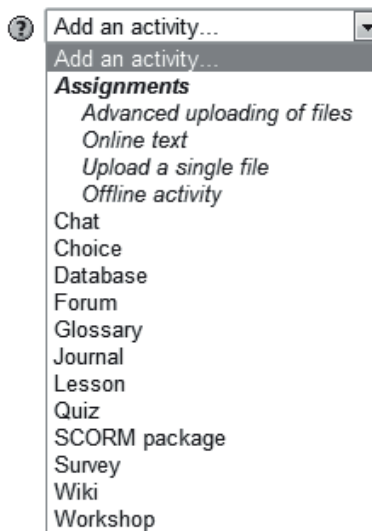 ? Add an activity...
Add an activity...
Assignments
Advanced uploading of files
Online text
Upload a single file
Offline activity
Chat
Choice
Database
Forum
Glossary
Journal
Lesson
Quiz
SCORM package
Survey
Wiki
Workshop